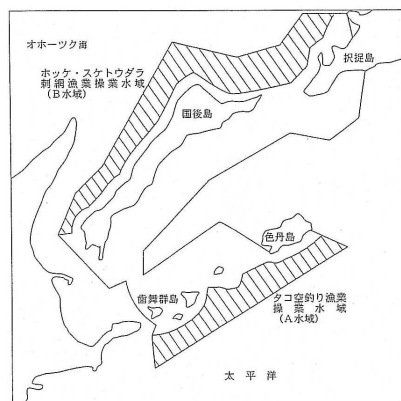 オホーツク海
択捉島
ホッケ・スケトウダラ
刺網漁業操業水域
(B水域)
国後島
色丹島
歯舞群島
タコ空釣り漁業
操業水域
(A水域)
太平洋